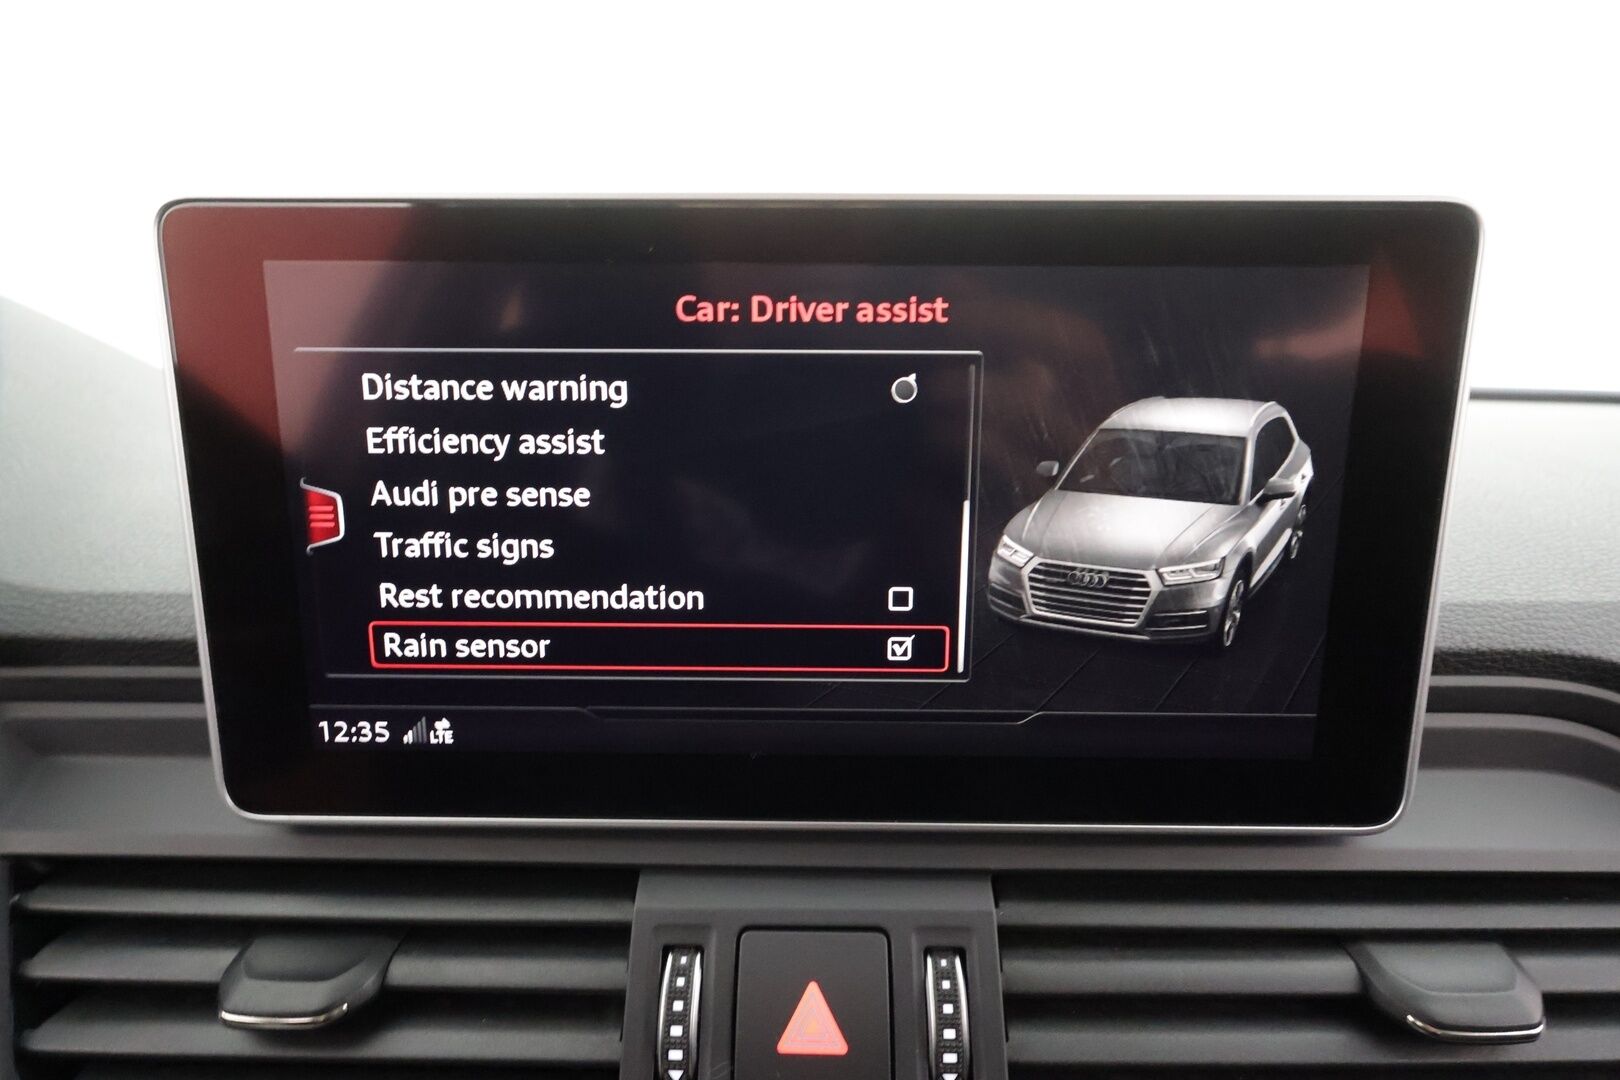 Car: Driver assist
Distance warning
Efficiency assist
Audi pre sense
Traffic signs
Rest recommendation
Rain sensor
12:35 LTE